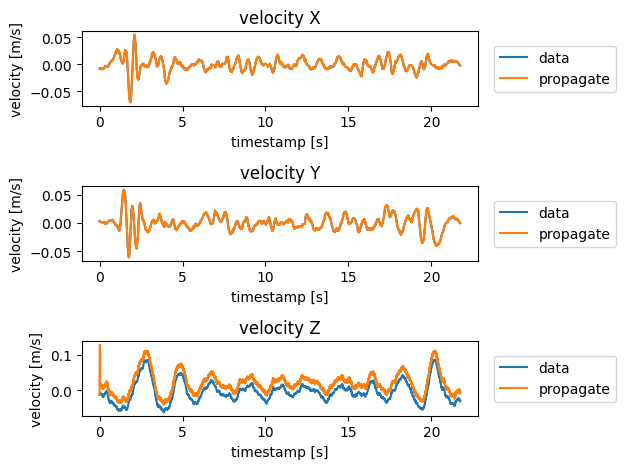 velocity X
velocity [m/s]
0.05
0.00
−0.05
0
5
10
15
20
timestamp [s]
data
propagate
velocity Y
velocity [m/s]
0.05
0.00
−0.05
0
5
10
15
20
timestamp [s]
data
propagate
velocity Z
velocity [m/s]
0.1
0.0
0
5
10
15
20
timestamp [s]
data
propagate